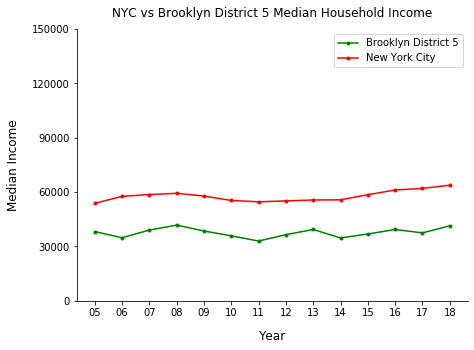 NYC vs Brooklyn District 5 Median Household Income
150000
120000
90000
60000
30000
0
Median Income
Brooklyn District 5
New York City
05 06 07 08 09 10 11 12 13 14 15 16 17 18
Year